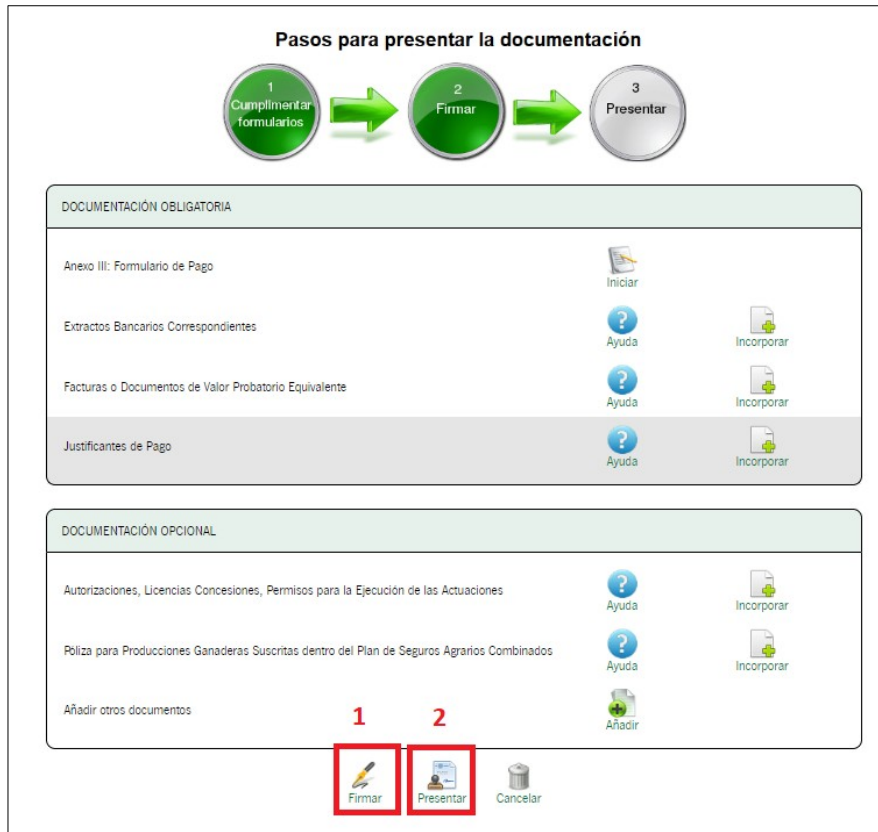 Pasos para presentar la documentación
1
Cumplimentar
formularios
2
Firmar
3
Presentar
DOCUMENTACIÓN OBLIGATORIA
Anexo III: Formulario de Pago
Iniciar
Extractos Bancarios Correspondientes
Ayuda
Incorporar
Facturas o Documentos de Valor Probatorio Equivalente
Ayuda
Incorporar
Justificantes de Pago
Ayuda
Incorporar
DOCUMENTACIÓN OPCIONAL
Autorizaciones, Licencias Concesiones, Permisos para la Ejecución de las Actuaciones
Ayuda
Incorporar
Póliza para Producciones Ganaderas Suscritas dentro del Plan de Seguros Agrarios Combinados
Ayuda
Incorporar
Añadir otros documentos
Añadir
1
2
Firmar
Presentar
Cancelar